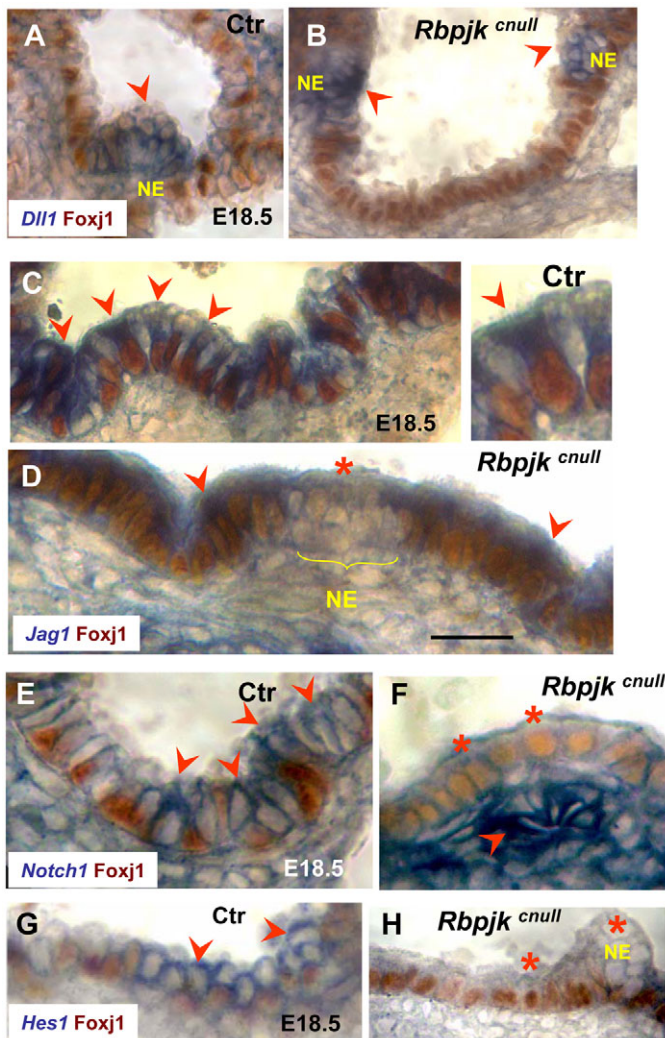 A
Ctr
NE
Dll1 Foxj1
E18.5
B
Rbpjk cnull
NE
NE
C
E18.5
Ctr
D
Rbpjk cnull
*
NE
Jag1 Foxj1
E
Ctr
Notch1 Foxj1
E18.5
F
Rbpjk cnull
* *
G
Ctr
Hes1 Foxj1
E18.5
H
Rbpjk cnull
*
*
NE